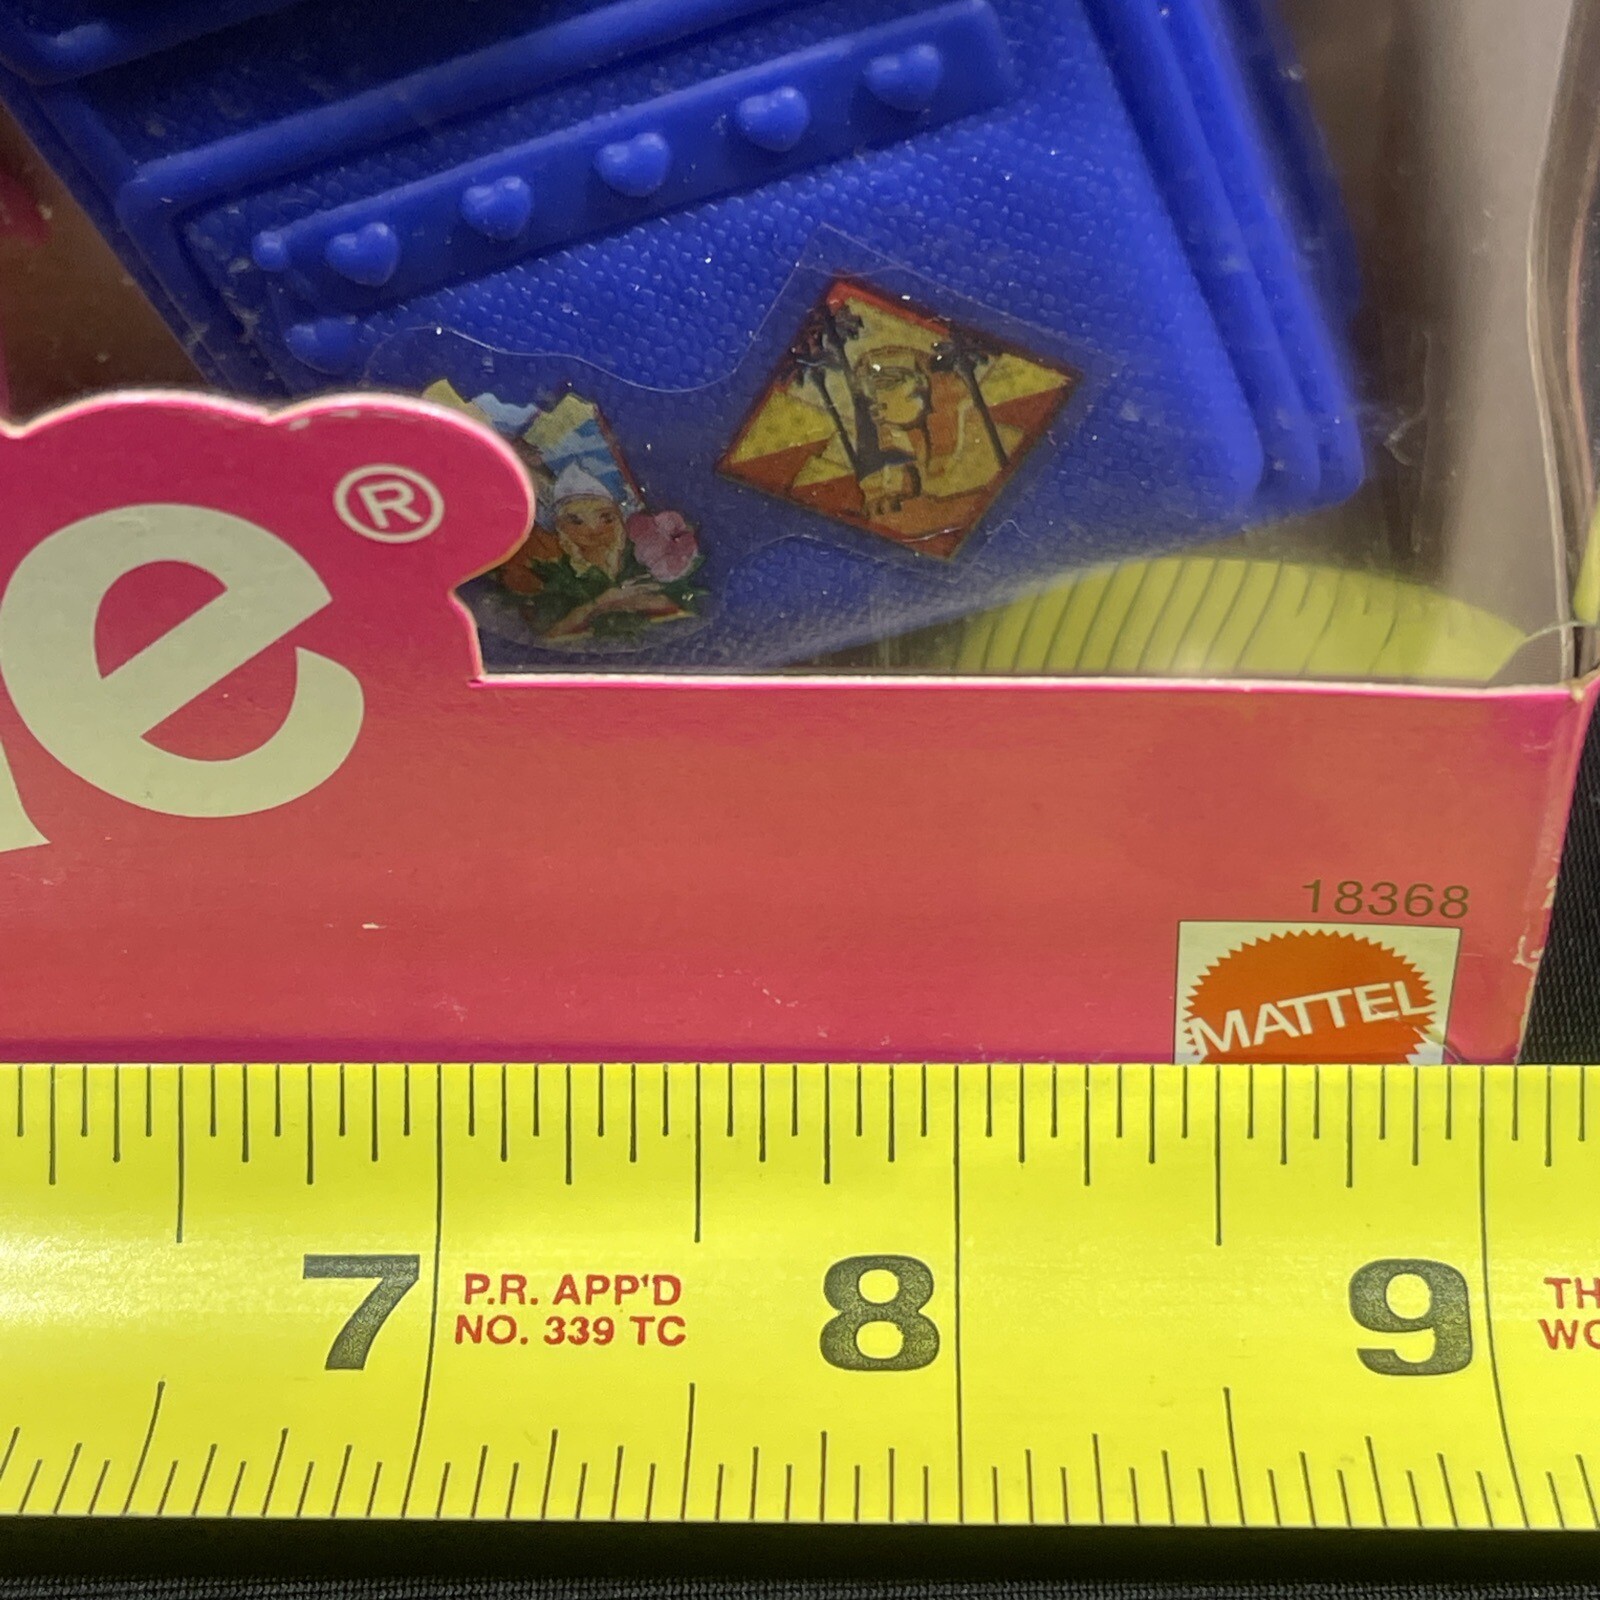 e®
18368
MATTEL
7 8 9
P.R. APP'D
NO. 339 TC